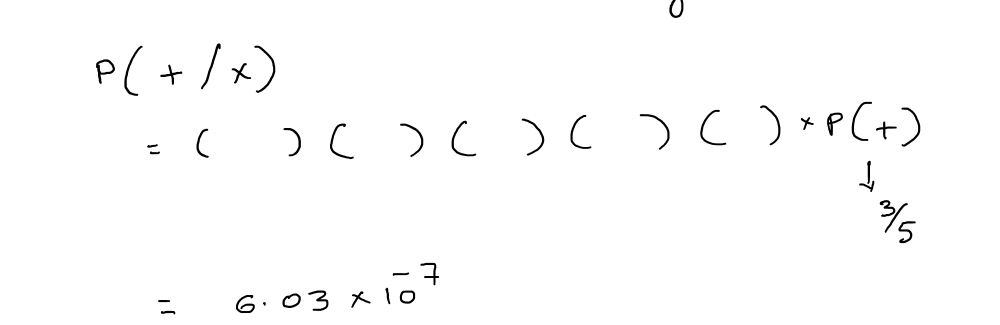 P(+/x)
= ( ) ( ) ( ) ( ) ( ) × P(+)
↓
3/5
= 6.03 × 10⁻⁷